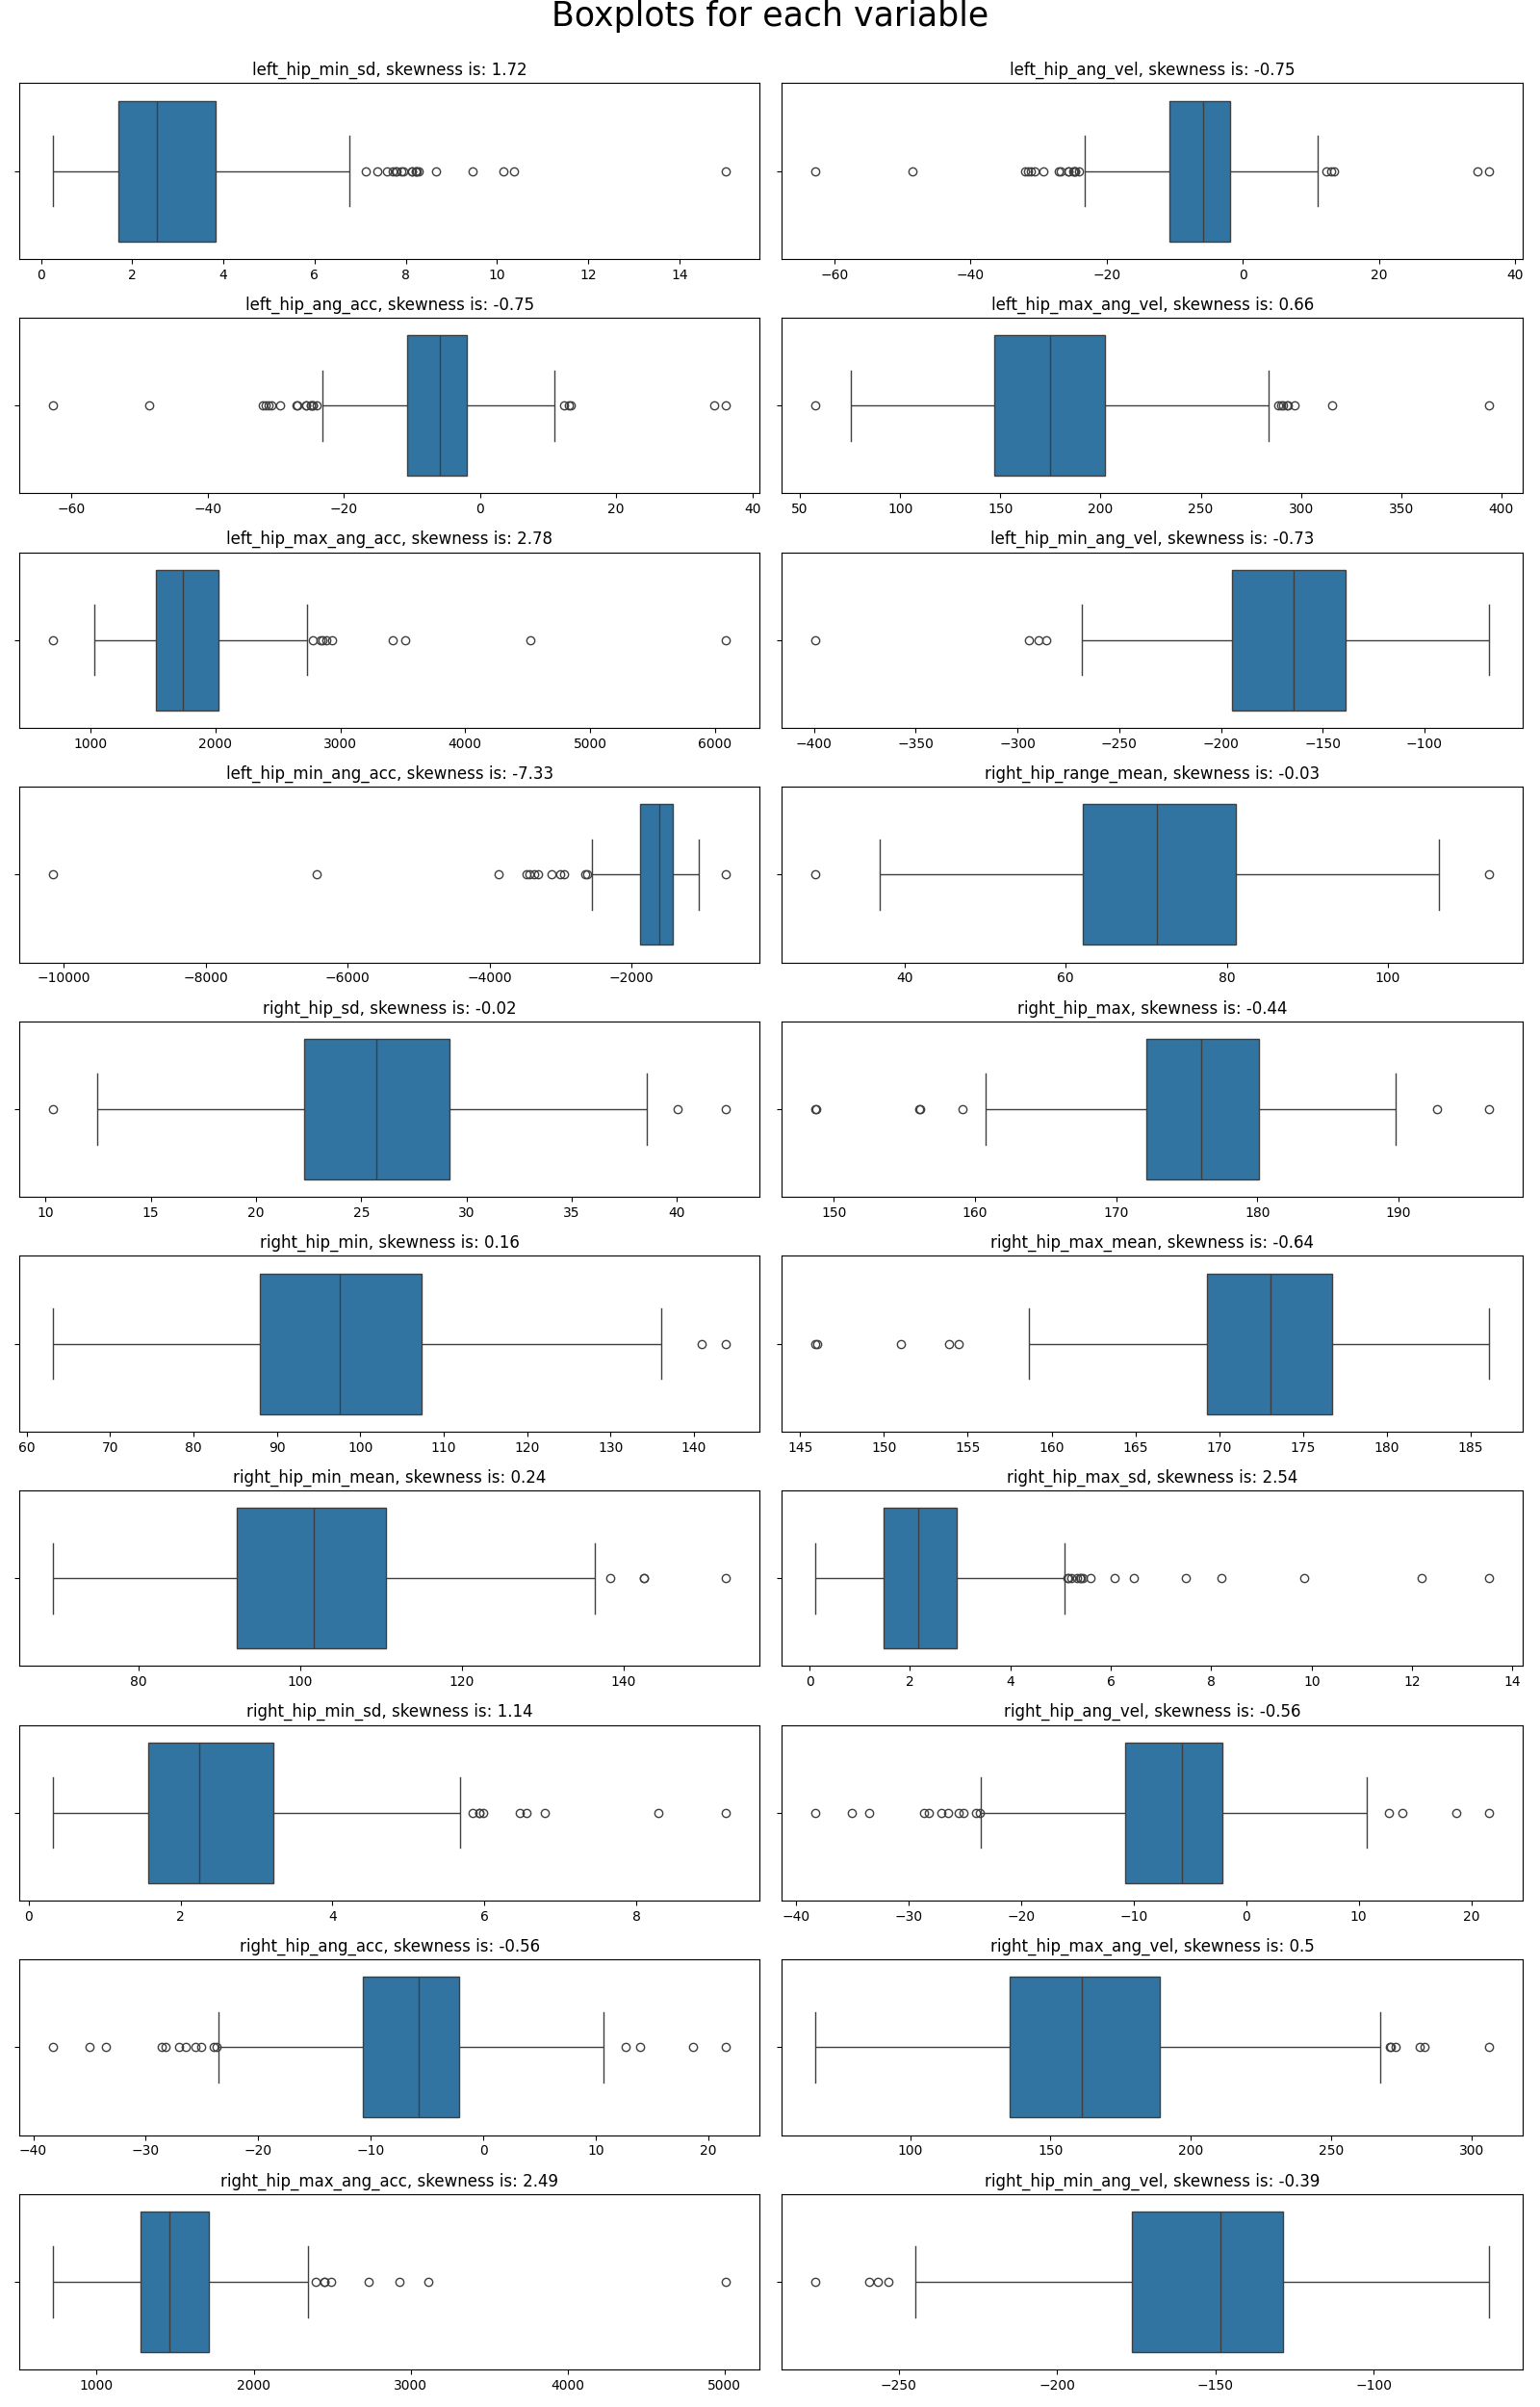 Boxplots for each variable
left_hip_min_sd, skewness is: 1.72
0 2 4 6 8 10 12 14
left_hip_ang_vel, skewness is: -0.75
−60 −40 −20 0 20 40
left_hip_ang_acc, skewness is: -0.75
−60 −40 −20 0 20 40
left_hip_max_ang_vel, skewness is: 0.66
50 100 150 200 250 300 350 400
left_hip_max_ang_acc, skewness is: 2.78
1000 2000 3000 4000 5000 6000
left_hip_min_ang_vel, skewness is: -0.73
−400 −350 −300 −250 −200 −150 −100
left_hip_min_ang_acc, skewness is: -7.33
−10000 −8000 −6000 −4000 −2000
right_hip_range_mean, skewness is: -0.03
40 60 80 100
right_hip_sd, skewness is: -0.02
10 15 20 25 30 35 40
right_hip_max, skewness is: -0.44
150 160 170 180 190
right_hip_min, skewness is: 0.16
60 70 80 90 100 110 120 130 140
right_hip_max_mean, skewness is: -0.64
145 150 155 160 165 170 175 180 185
right_hip_min_mean, skewness is: 0.24
80 100 120 140
right_hip_max_sd, skewness is: 2.54
0 2 4 6 8 10 12 14
right_hip_min_sd, skewness is: 1.14
0 2 4 6 8
right_hip_ang_vel, skewness is: -0.56
−40 −30 −20 −10 0 10 20
right_hip_ang_acc, skewness is: -0.56
−40 −30 −20 −10 0 10 20
right_hip_max_ang_vel, skewness is: 0.5
100 150 200 250 300
right_hip_max_ang_acc, skewness is: 2.49
1000 2000 3000 4000 5000
right_hip_min_ang_vel, skewness is: -0.39
−250 −200 −150 −100